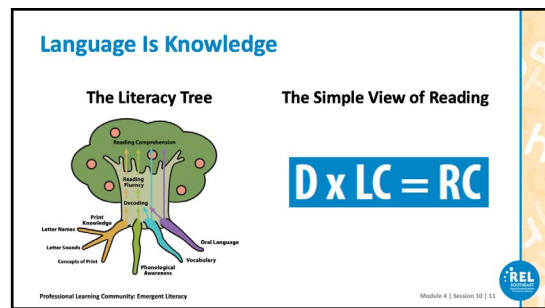 Language Is Knowledge
The Literacy Tree
The Simple View of Reading
Reading Comprehension
Reading
Fluency
Decoding
Print
Knowledge
Letter Names
Letter Sounds
Concepts of Print
Phonological
Awareness
Vocabulary
Oral Language
D x LC = RC
REL
SOUTHEAST
Professional Learning Community: Emergent Literacy
Module 4 | Session 10 | 11